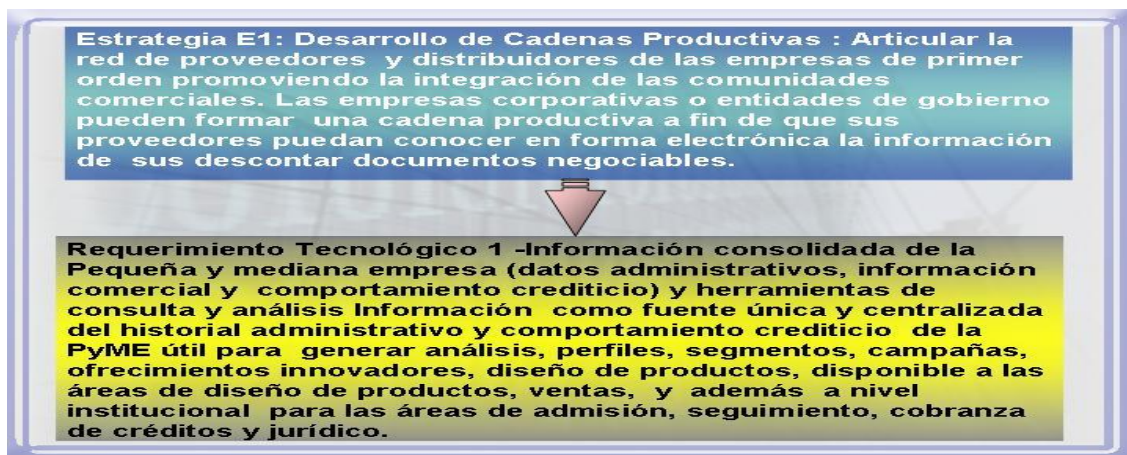 Estrategia E1: Desarrollo de Cadenas Productivas : Articular la
red de proveedores y distribuidores de las empresas de primer
orden promoviendo la integración de las comunidades
comerciales. Las empresas corporativas o entidades de gobierno
pueden formar una cadena productiva a fin de que sus
proveedores puedan conocer en forma electrónica la información
de sus descontar documentos negociables.
Requerimiento Tecnológico 1 -Información consolidada de la
Pequeña y mediana empresa (datos administrativos, información
comercial y comportamiento crediticio) y herramientas de
consulta y análisis Información como fuente única y centralizada
del historial administrativo y comportamiento crediticio de la
PyME útil para generar análisis, perfiles, segmentos, campañas,
ofrecimientos innovadores, diseño de productos, disponible a las
áreas de diseño de productos, ventas, y además a nivel
institucional para las áreas de admisión, seguimiento, cobranza
de créditos y jurídico.